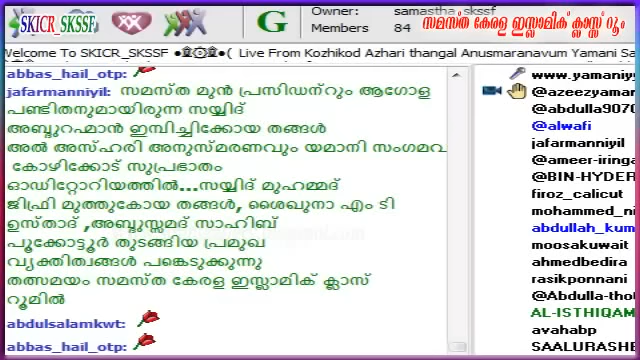 SKICR_SKSSF
G
Owner: samastha skssf
Members 84
സമസ്ത കേരള ഇസ്ലാമിക് ക്ലാസ്സ് റൂം
Welcome To SKICR_SKSSF ●۩۞۩●( Live From Kozhikod Azhari thangal Anusmaranavum Yamani Sa
abbas_hail_otp:
jafarmanniyil: സമസ്ത മുൻ പ്രസിഡന്റും ആഗോള
പണ്ടിതനുമായിരുന്ന സയ്യിദ്
അബ്ദുറഹ്മാൻ ഇമ്പിച്ചിക്കോയ തങ്ങൾ
അൽ അസ്ഹരി അനുസ്മരണവും യമാനി സംഗമവ
കോഴിക്കോട് സുപ്രഭാതം
ഓഡിറ്റോറിയത്തിൽ...സയ്യിദ് മുഹമ്മദ്
ജിഫ്രി മുത്തുകോയ തങ്ങൾ, ശൈഖുനാ എം ടി
ഉസ്താദ് ,അബ്ദുസ്സമദ് സാഹിബ്
പൂക്കോട്ടൂർ തുടങ്ങിയ പ്രമുഖ
വ്യക്തിത്വങ്ങൾ പങ്കെടുക്കുന്നു
തത്സമയം സമസ്ത കേരള ഇസ്ലാമിക് ക്ലാസ്
റൂമിൽ
abdulsalamkwt:
abbas_hail_otp:
www.yamaniy
@azeezyamar
@abdulla9070
@alwafi
jafarmanniyil
@ameer-iringa
@BIN-HYDER
firoz_calicut
mohammed_ni
abdullah_kum
moosakuwait
ahmedbedira
rasikponnani
@Abdulla-thot
AL-ISTHIQAM
avahabp
SAALURASHE